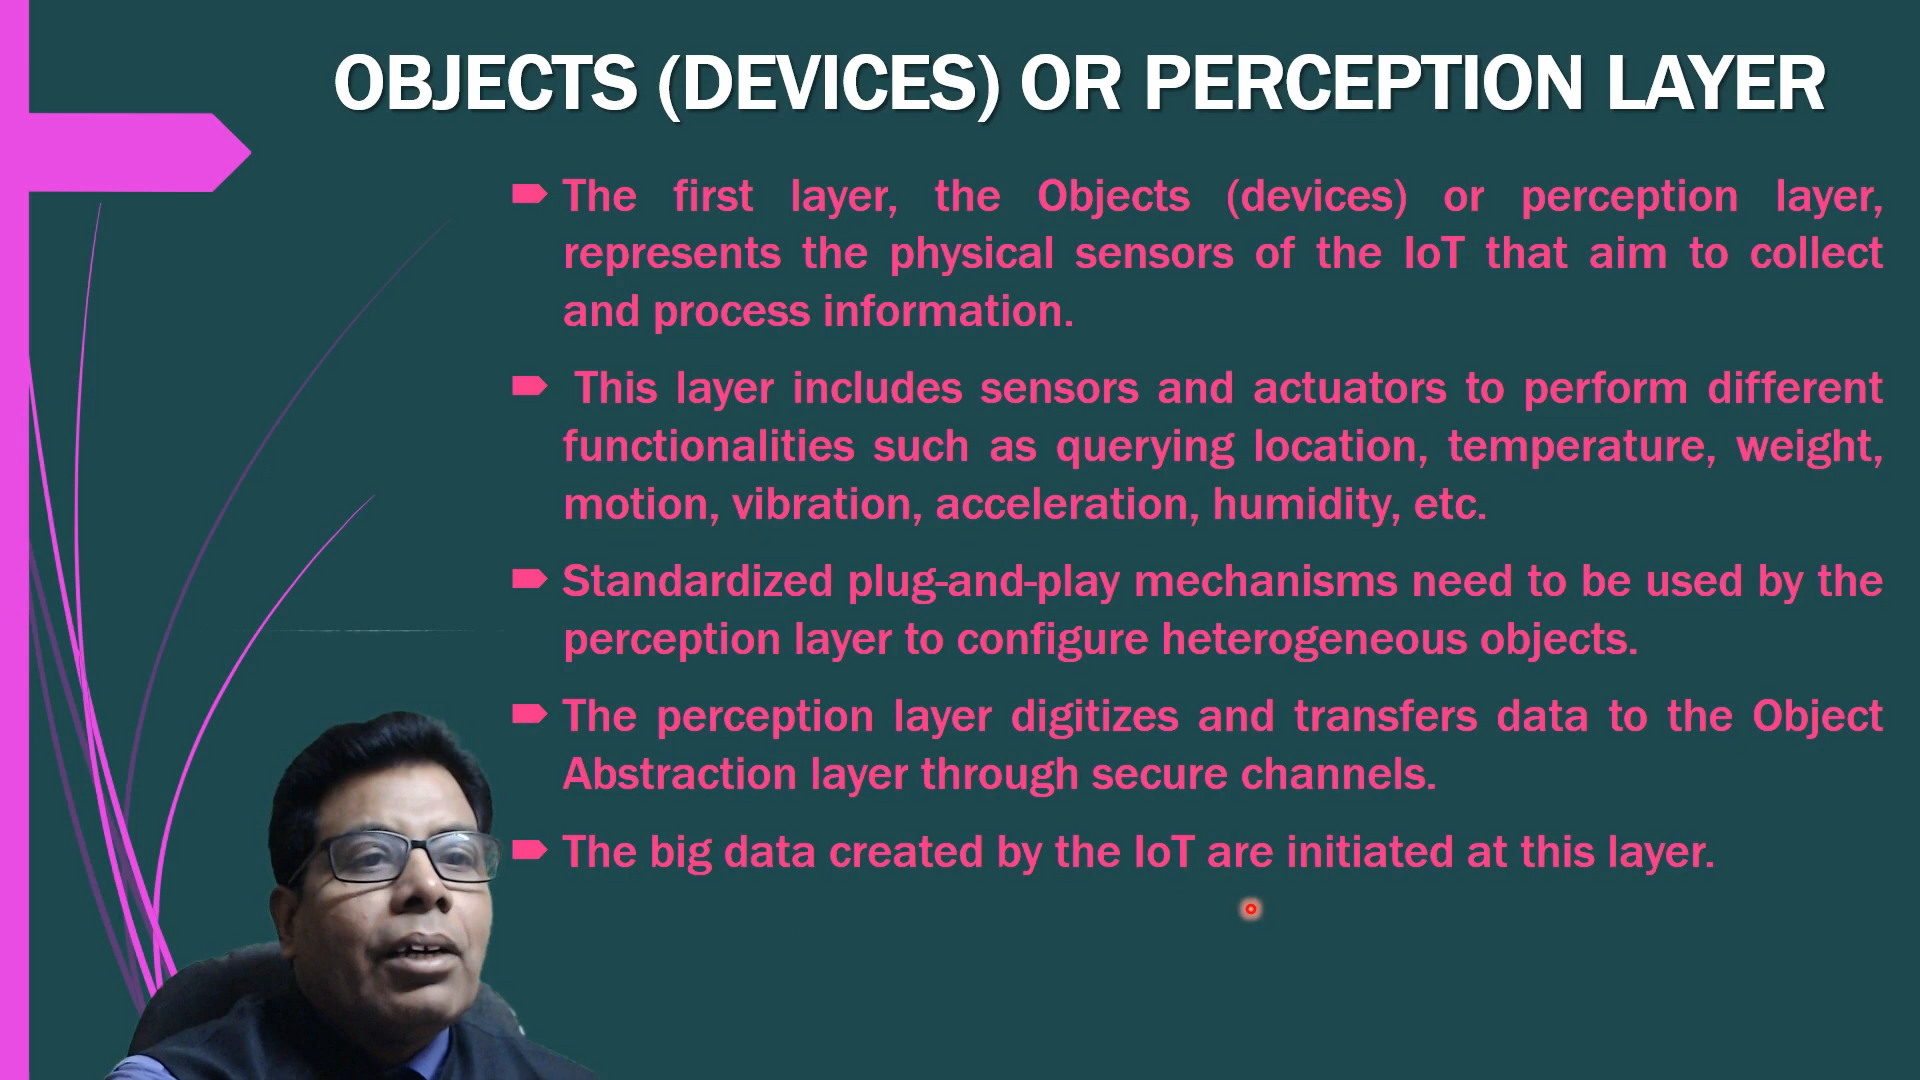 OBJECTS (DEVICES) OR PERCEPTION LAYER
The first layer, the Objects (devices) or perception layer,
represents the physical sensors of the IoT that aim to collect
and process information.
This layer includes sensors and actuators to perform different
functionalities such as querying location, temperature, weight,
motion, vibration, acceleration, humidity, etc.
Standardized plug-and-play mechanisms need to be used by the
perception layer to configure heterogeneous objects.
The perception layer digitizes and transfers data to the Object
Abstraction layer through secure channels.
The big data created by the IoT are initiated at this layer.